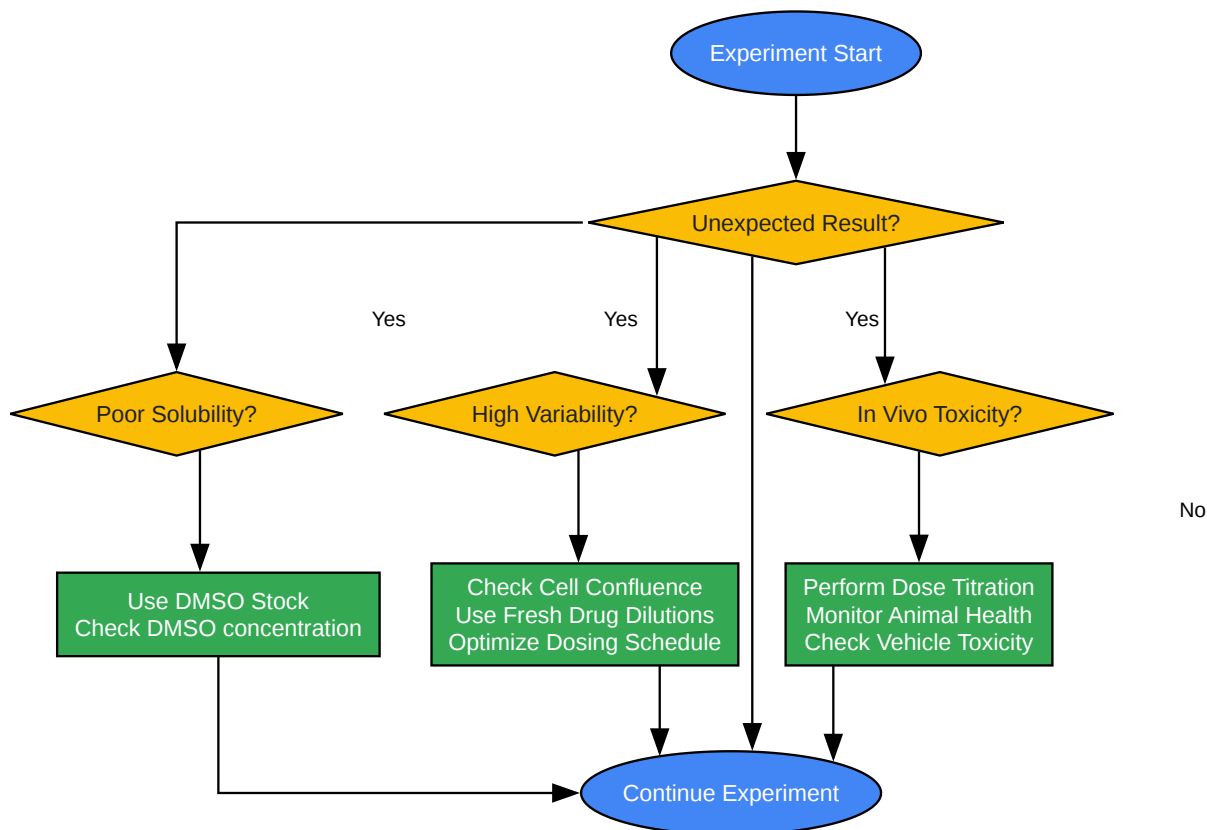 Experiment Start
Unexpected Result?
Yes
Yes
Yes
Poor Solubility?
High Variability?
In Vivo Toxicity?
No
Use DMSO Stock
Check DMSO concentration
Check Cell Confluence
Use Fresh Drug Dilutions
Optimize Dosing Schedule
Perform Dose Titration
Monitor Animal Health
Check Vehicle Toxicity
Continue Experiment